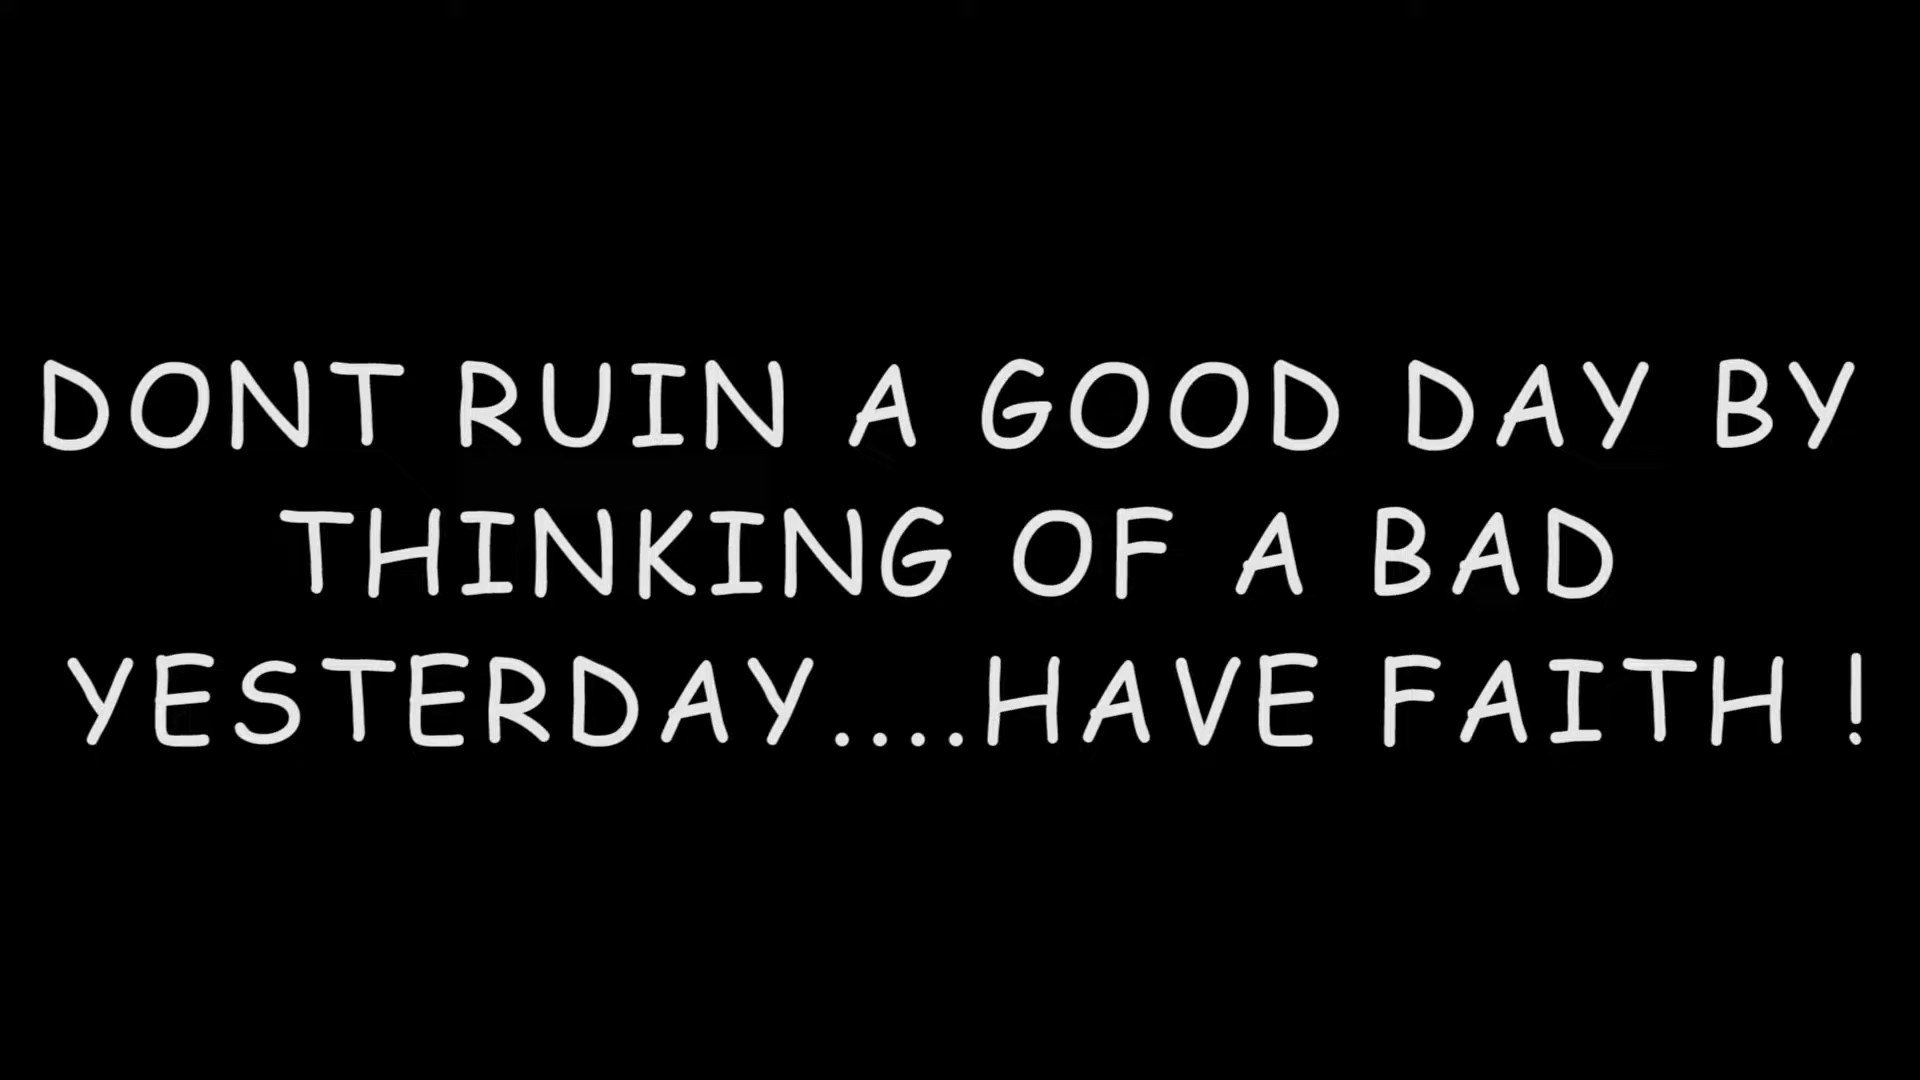 DONT RUIN A GOOD DAY BY
THINKING OF A BAD
YESTERDAY....HAVE FAITH !